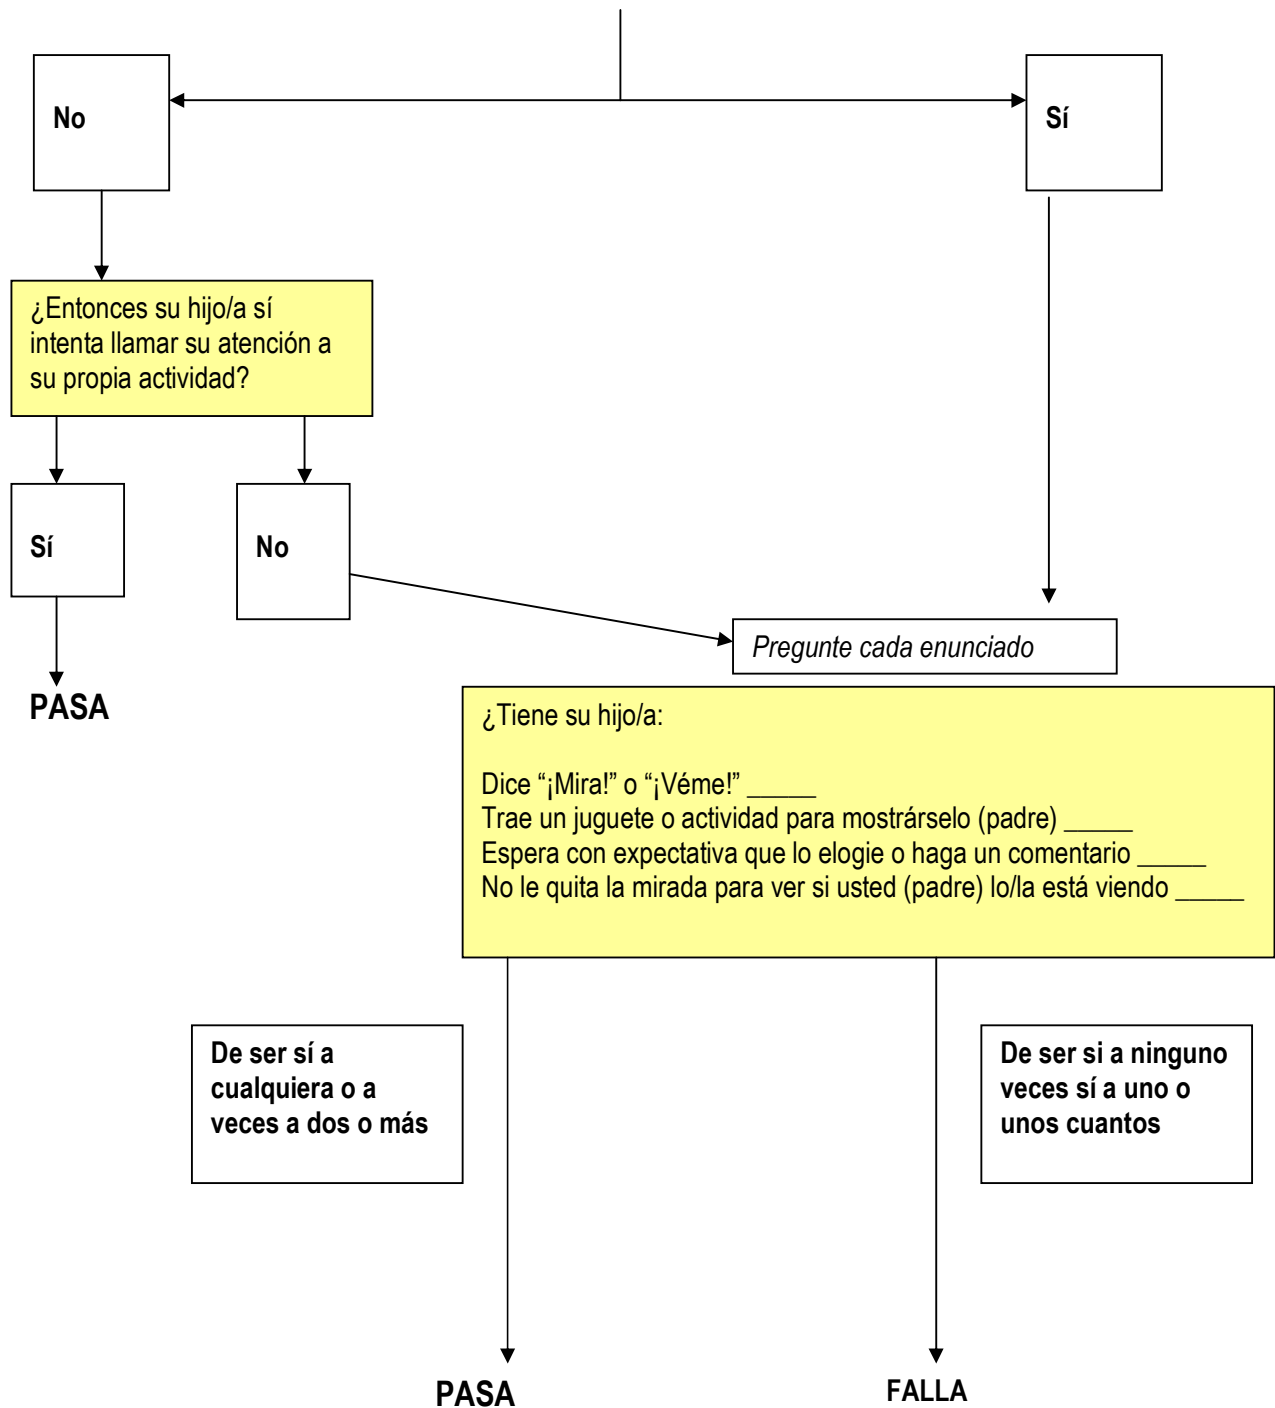 No
Sí
¿Entonces su hijo/a sí
intenta llamar su atención a
su propia actividad?
Sí
No
Pregunte cada enunciado
PASA
¿Tiene su hijo/a:
Dice “¡Mira!” o “¡Véme!” _____
Trae un juguete o actividad para mostrárselo (padre) _____
Espera con expectativa que lo elogie o haga un comentario _____
No le quita la mirada para ver si usted (padre) lo/la está viendo _____
De ser sí a
cualquiera o a
veces a dos o más
De ser si a ninguno
veces sí a uno o
unos cuantos
PASA
FALLA